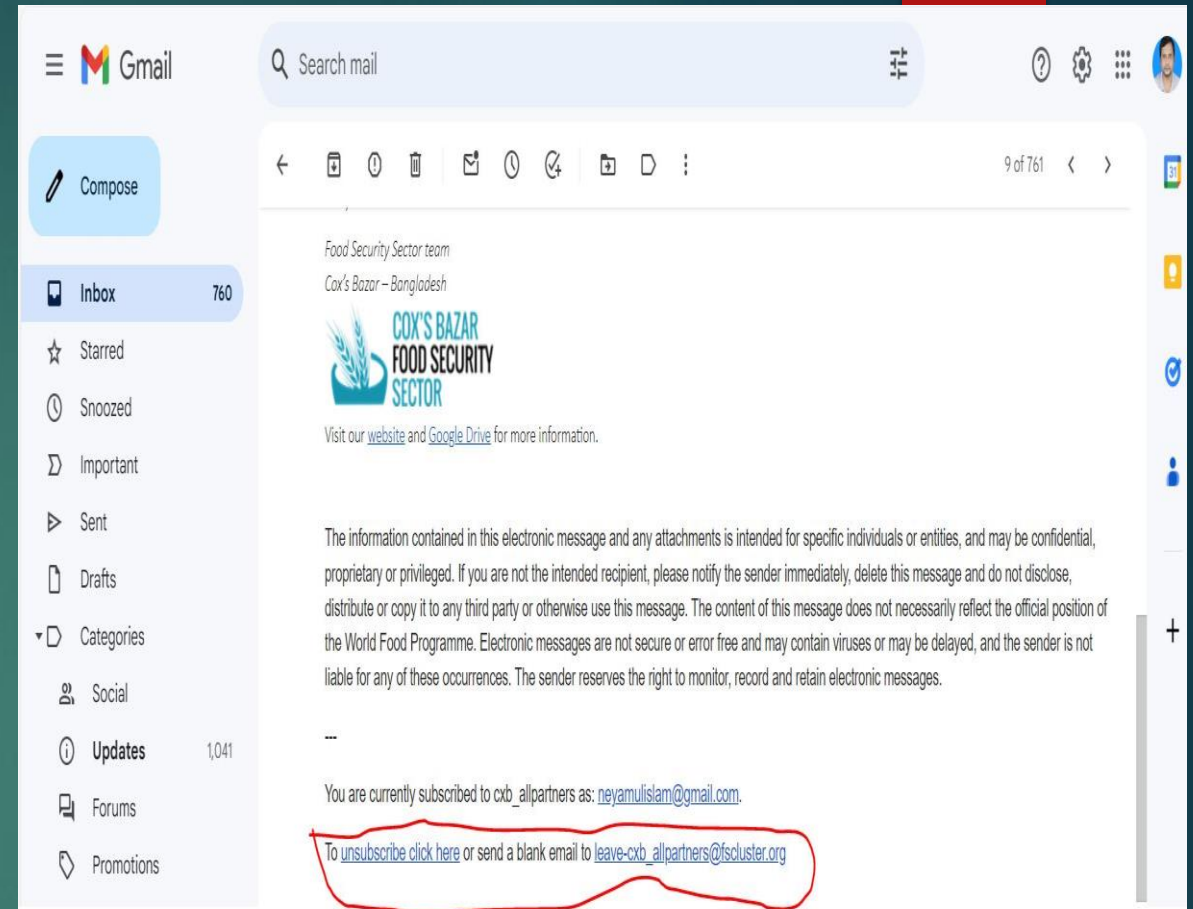 Gmail
Search mail
Compose
9 of 761
31
Inbox 760
Starred
Snoozed
Important
Sent
Drafts
Categories
Social
Updates 1,041
Forums
Promotions
Food Security Sector team
Cox's Bazar – Bangladesh
COX'S BAZAR
FOOD SECURITY
SECTOR
Visit our website and Google Drive for more information.
The information contained in this electronic message and any attachments is intended for specific individuals or entities, and may be confidential,
proprietary or privileged. If you are not the intended recipient, please notify the sender immediately, delete this message and do not disclose,
distribute or copy it to any third party or otherwise use this message. The content of this message does not necessarily reflect the official position of
the World Food Programme. Electronic messages are not secure or error free and may contain viruses or may be delayed, and the sender is not
liable for any of these occurrences. The sender reserves the right to monitor, record and retain electronic messages.
---
You are currently subscribed to cxb_allpartners as: neyamulislam@gmail.com.
To unsubscribe click here or send a blank email to leave-cxb_allpartners@fscluster.org